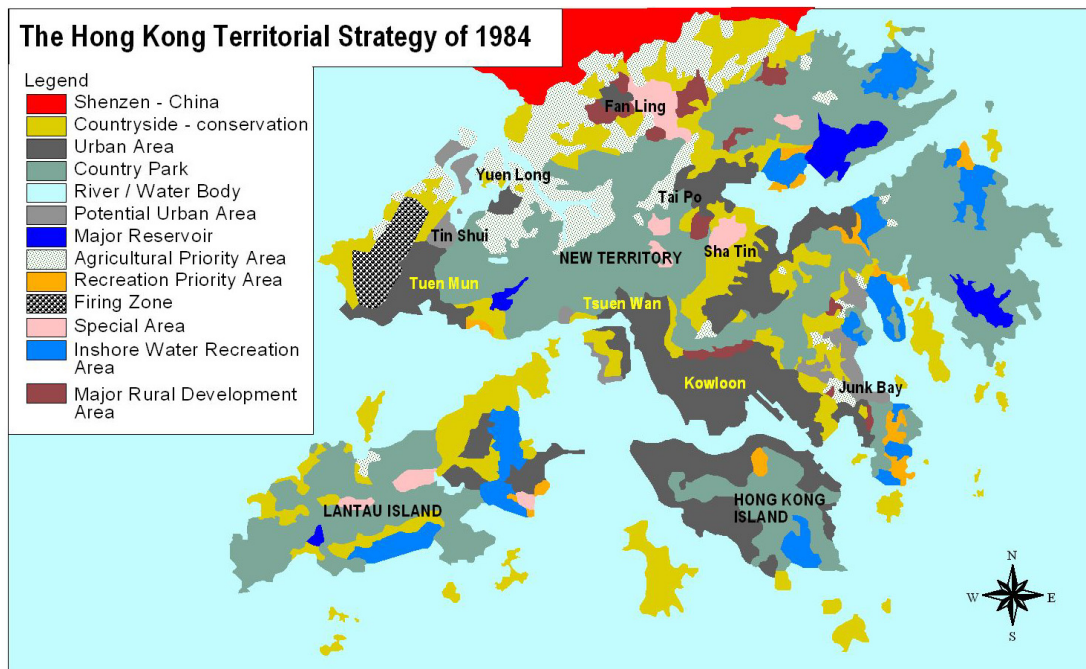 The Hong Kong Territorial Strategy of 1984
Legend
Shenzen - China
Countryside - conservation
Urban Area
Country Park
River / Water Body
Potential Urban Area
Major Reservoir
Agricultural Priority Area
Recreation Priority Area
Firing Zone
Special Area
Inshore Water Recreation
Area
Major Rural Development
Area
Fan Ling
Yuen Long
Tai Po
Tin Shui
Sha Tin
NEW TERRITORY
Tuen Mun
Tsuen Wan
Kowloon
Junk Bay
HONG KONG
ISLAND
LANTAU ISLAND
N
W
E
S